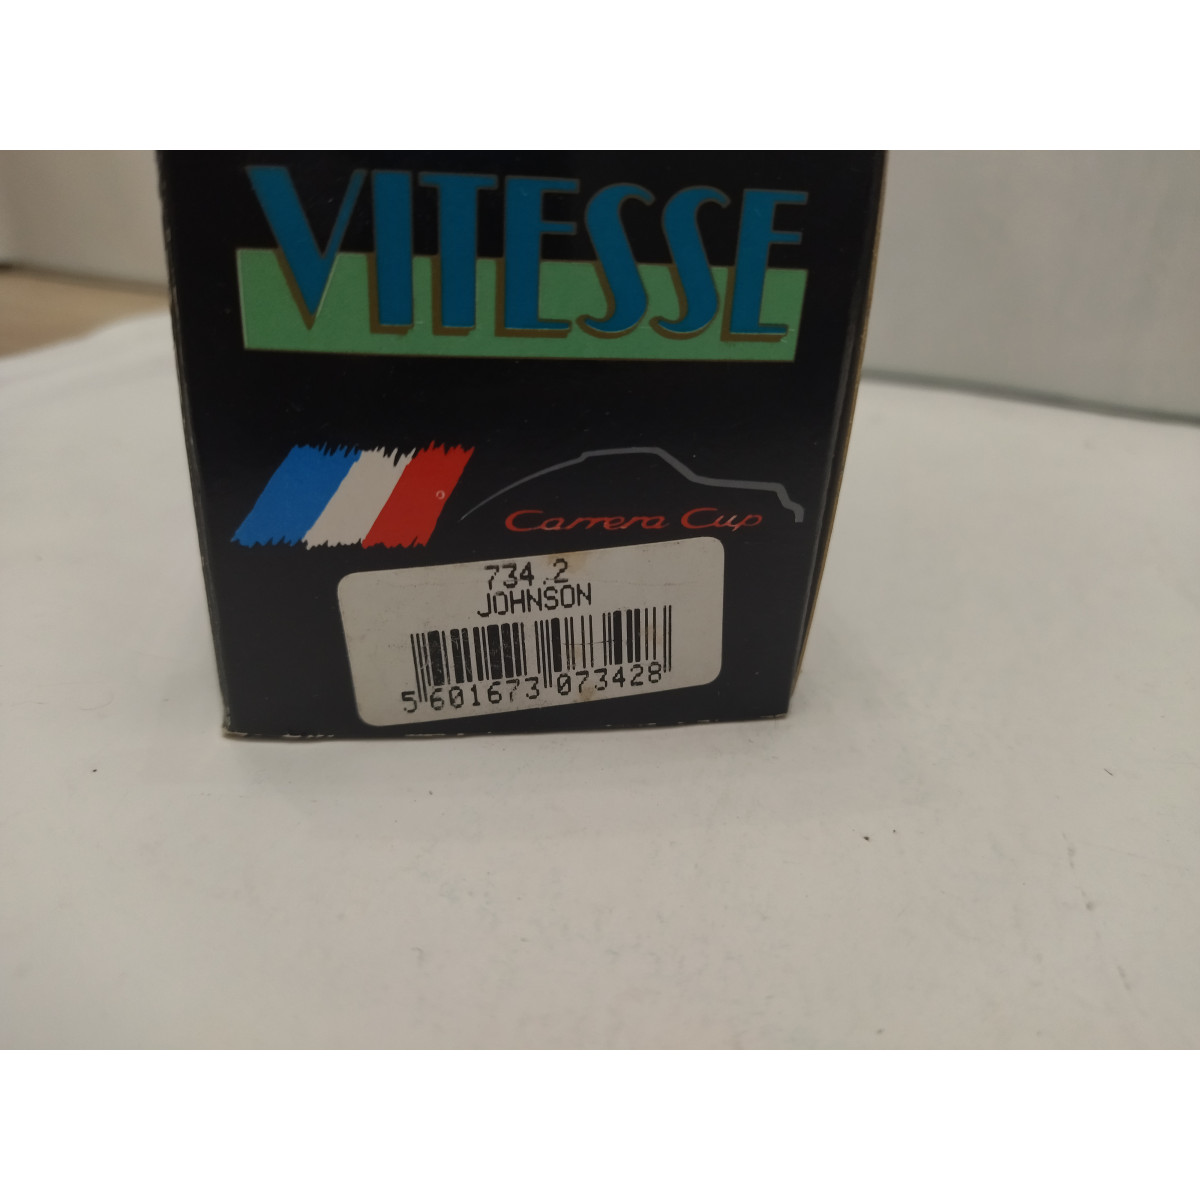 VITESSE
Carrera Cup
734.2
JOHNSON
5 601673 073428